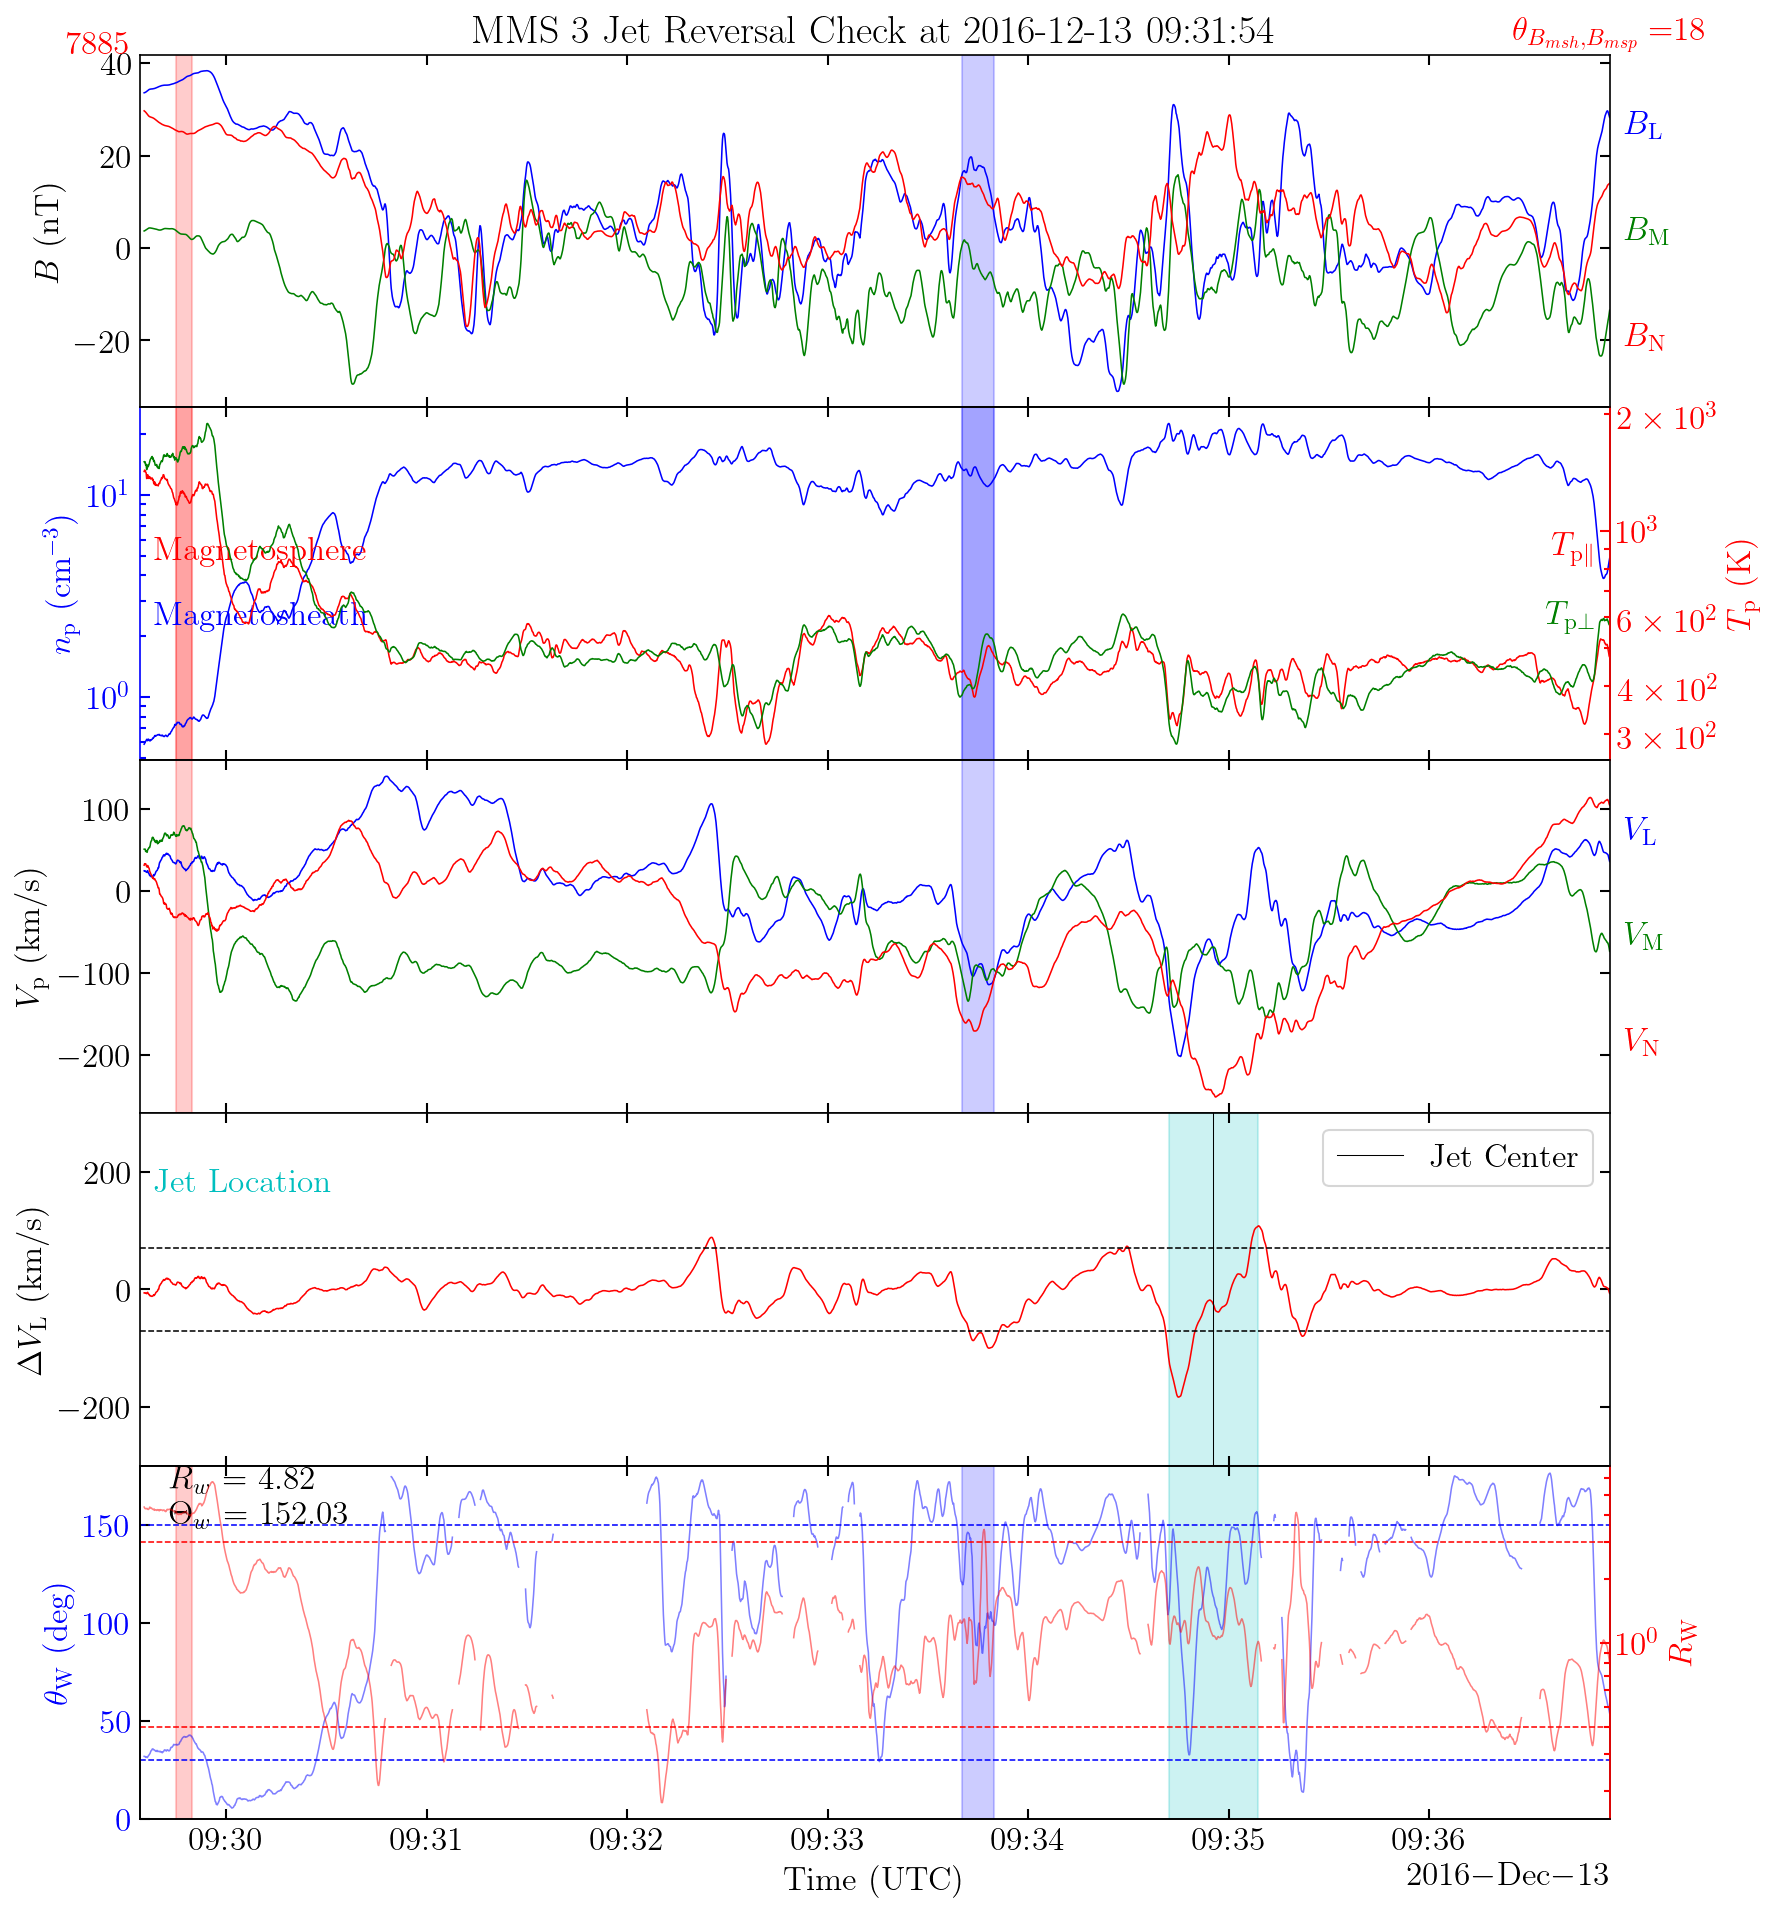 MMS 3 Jet Reversal Check at 2016-12-13 09:31:54
7885
θ_{B_{msh},B_{msp}} =18
40
20
0
−20
B (nT)
B_L
B_M
B_N
10^1
10^0
n_p (cm^{−3})
Magnetosphere
Magnetosheath
T_{p∥}
T_{p⊥}
2 × 10^3
10^3
6 × 10^2
4 × 10^2
3 × 10^2
T_p (K)
100
0
−100
−200
V_p (km/s)
V_L
V_M
V_N
200
0
−200
ΔV_L (km/s)
Jet Location
Jet Center
R_w = 4.82
Θ_w = 152.03
150
100
50
0
θ_W (deg)
10^0
R_W
09:30 09:31 09:32 09:33 09:34 09:35 09:36
Time (UTC)
2016−Dec−13